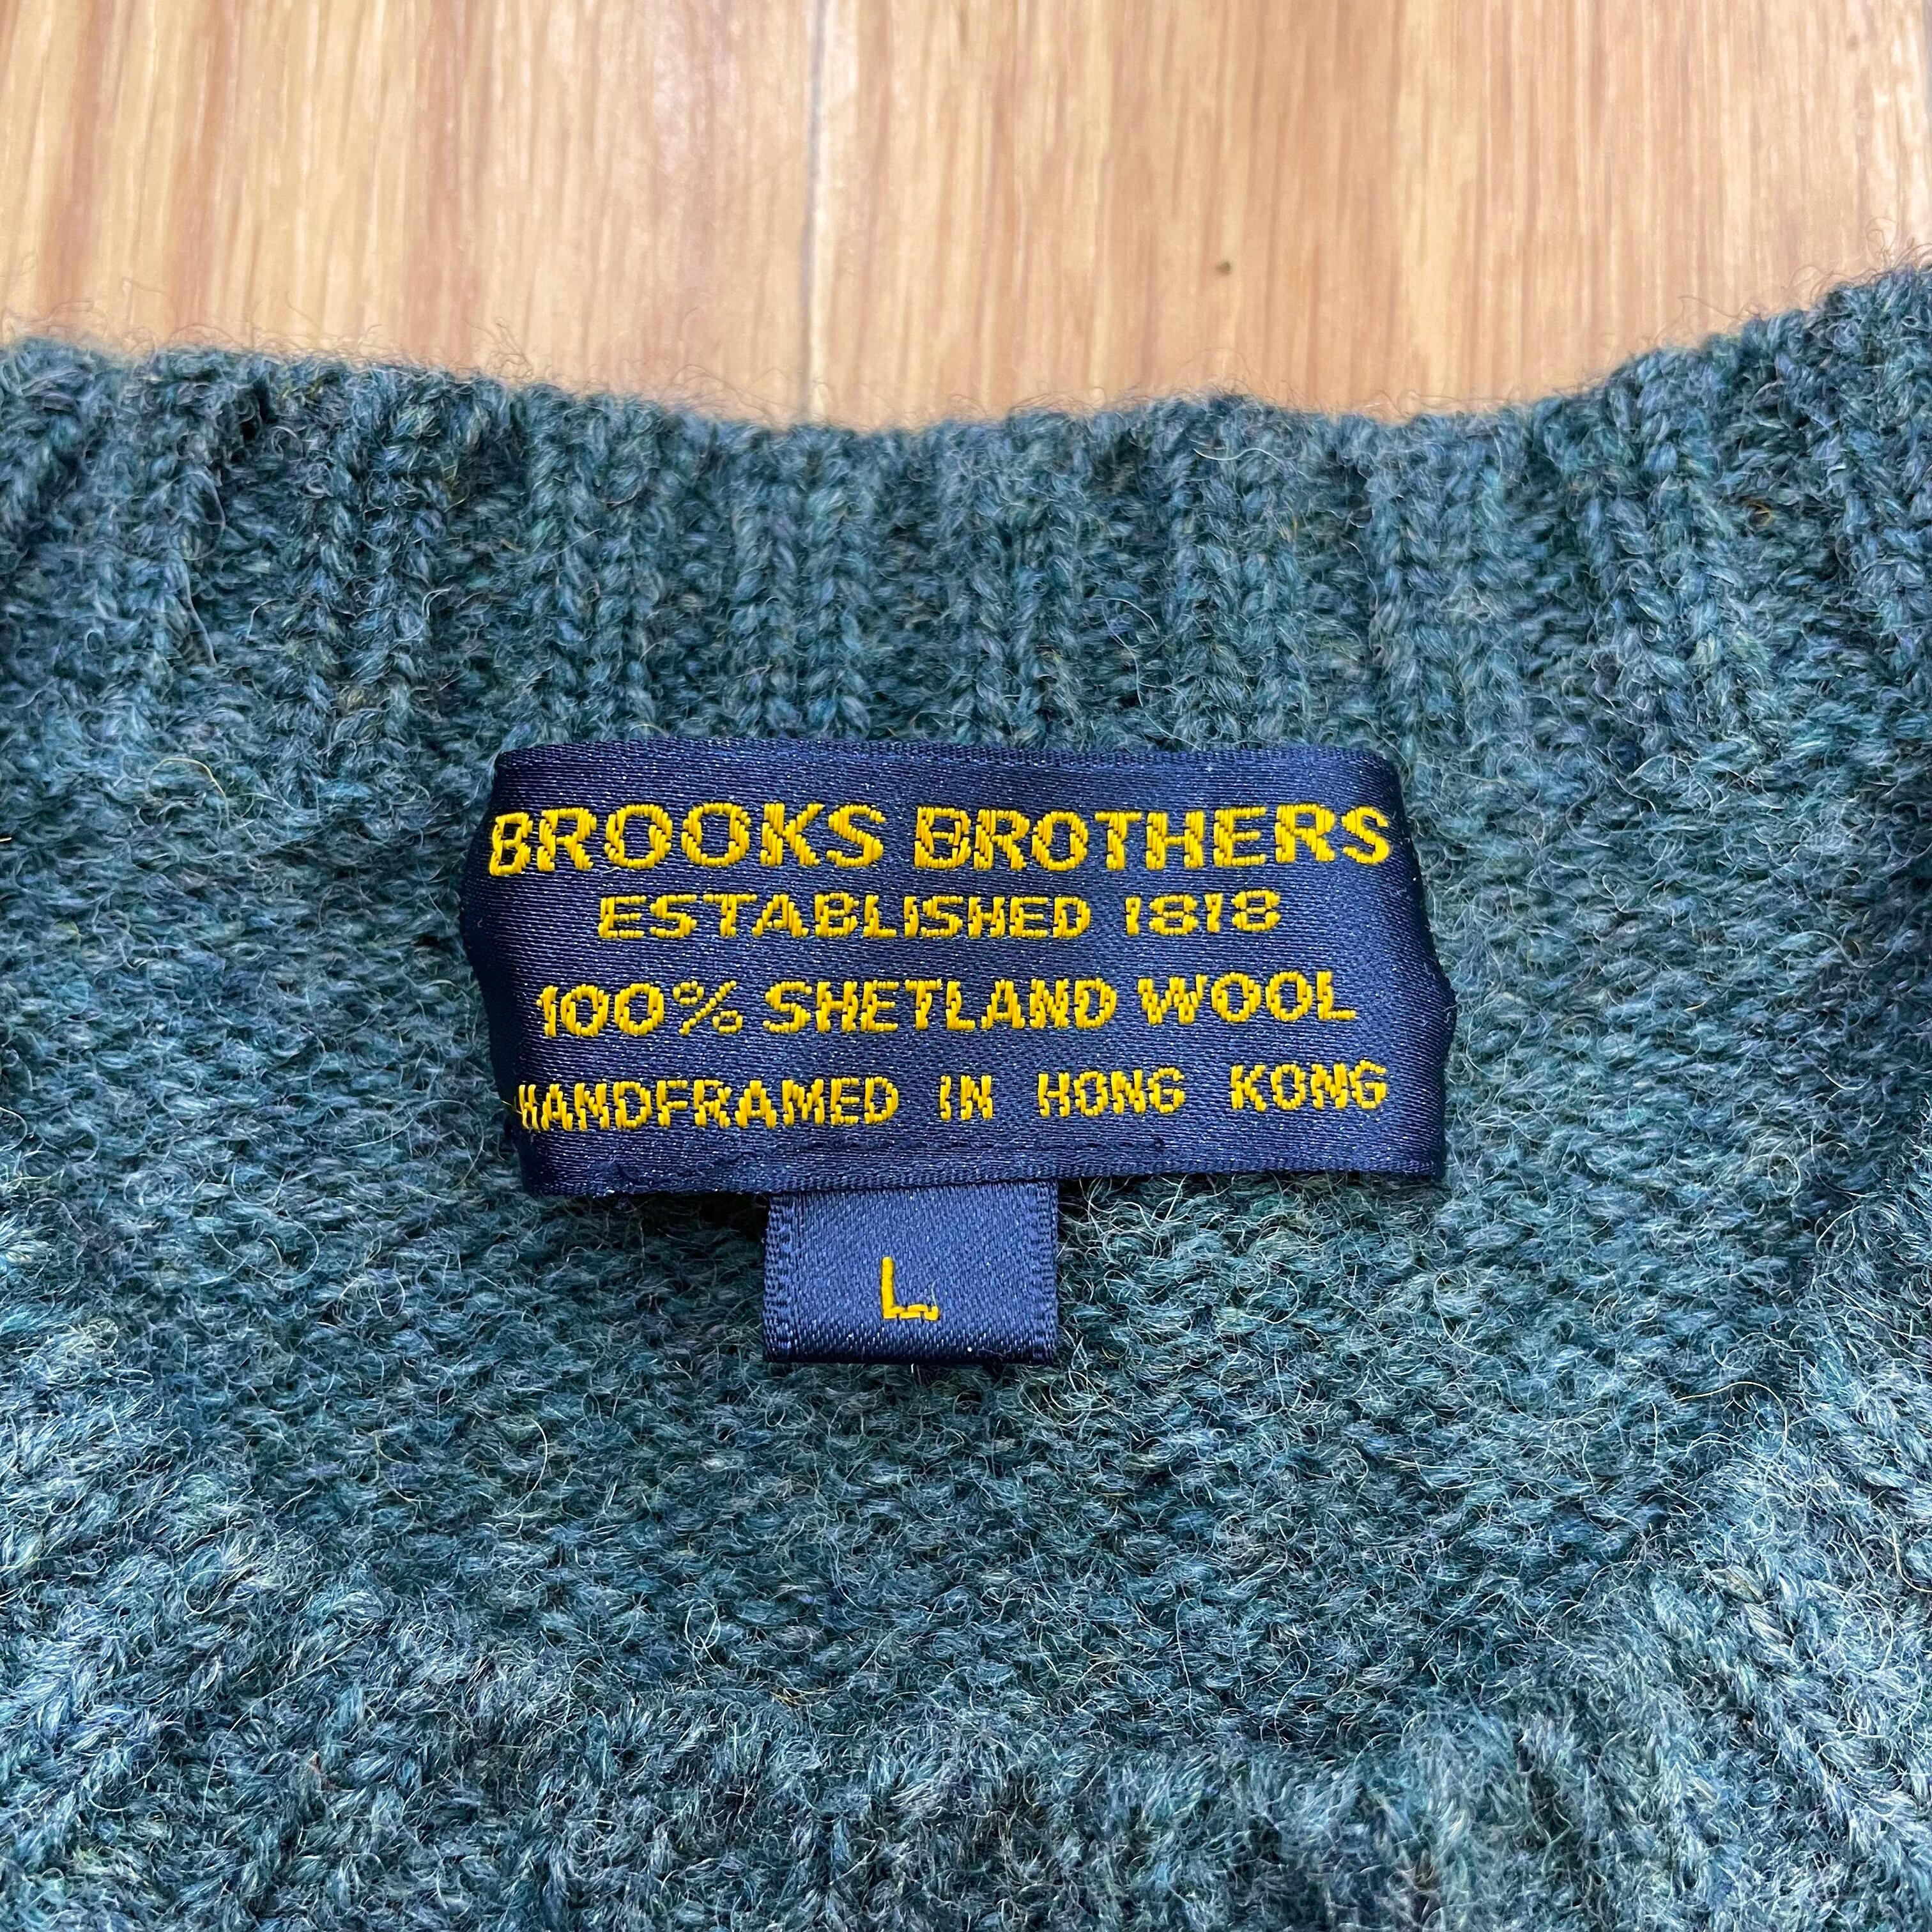 BROOKS BROTHERS
ESTABLISHED 1818
100% SHETLAND WOOL
HANDFRAMED IN HONG KONG
L